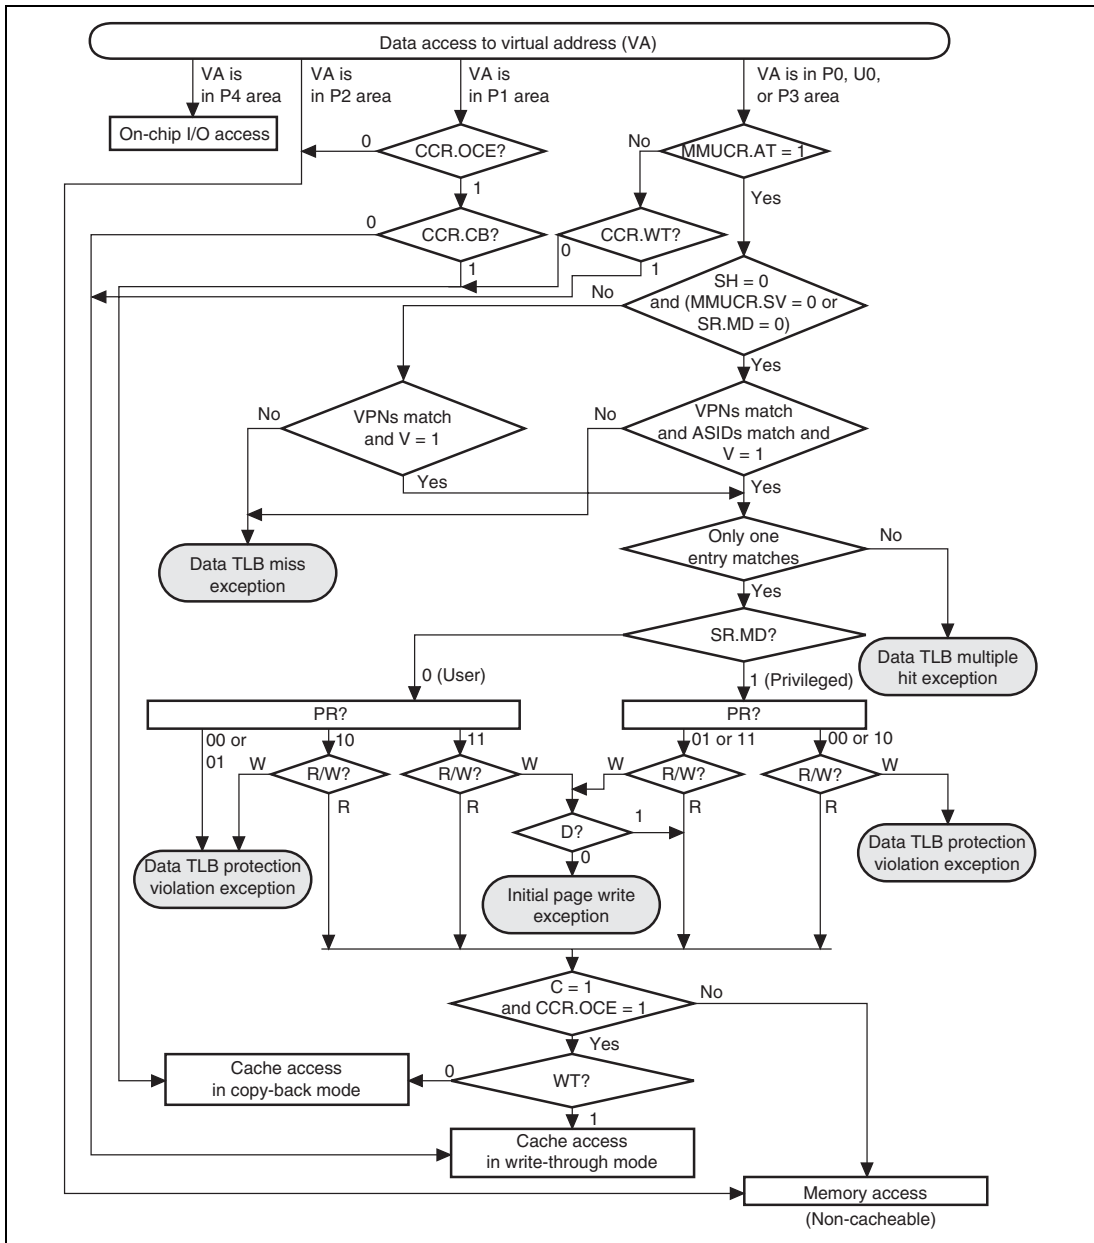 Data access to virtual address (VA)
VA is
in P4 area
VA is
in P2 area
VA is
in P1 area
VA is in P0, U0,
or P3 area
On-chip I/O access
0
CCR.OCE?
1
No
MMUCR.AT = 1
Yes
0
CCR.CB?
1
0
CCR.WT?
1
No
SH = 0
and (MMUCR.SV = 0 or
SR.MD = 0)
Yes
No
VPNs match
and V = 1
Yes
No
VPNs match
and ASIDs match and
V = 1
Yes
Only one
entry matches
No
Yes
Data TLB miss
exception
SR.MD?
Data TLB multiple
hit exception
0 (User)
1 (Privileged)
PR?
PR?
00 or
01
10
11
01 or 11
00 or 10
W
R/W?
R
R/W?
W
R
W
R/W?
R
R/W?
W
R
D?
1
0
Data TLB protection
violation exception
Initial page write
exception
Data TLB protection
violation exception
C = 1
and CCR.OCE = 1
No
Yes
Cache access
in copy-back mode
0
WT?
1
Cache access
in write-through mode
Memory access
(Non-cacheable)